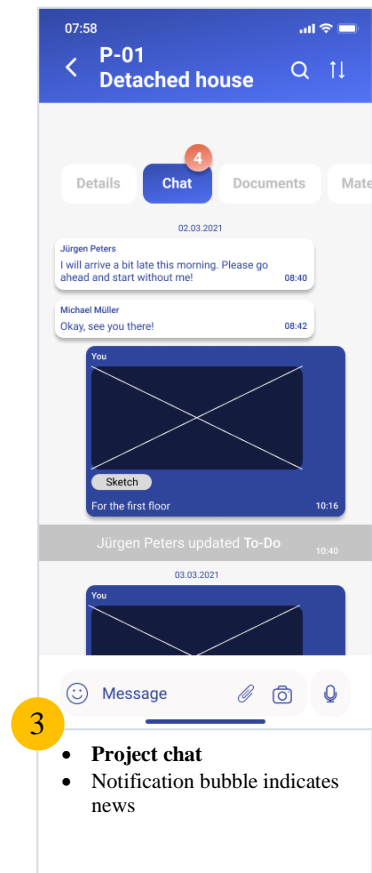 07:58
P-01
Detached house
4
Details Chat Documents Mate
02.03.2021
Jürgen Peters
I will arrive a bit late this morning. Please go
ahead and start without me! 08:40
Michael Müller
Okay, see you there! 08:42
You
Sketch
For the first floor 10:16
Jürgen Peters updated To-Do 10:40
03.03.2021
You
Message
3
• Project chat
• Notification bubble indicates
news